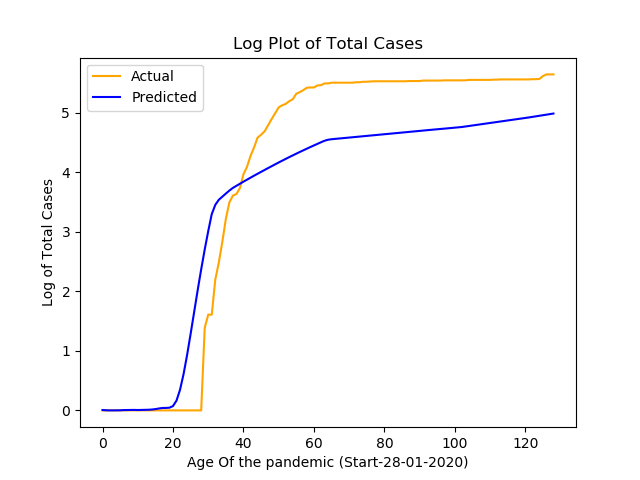 Log Plot of Total Cases
Actual
Predicted
5
4
3
2
1
0
Log of Total Cases
0 20 40 60 80 100 120
Age Of the pandemic (Start-28-01-2020)